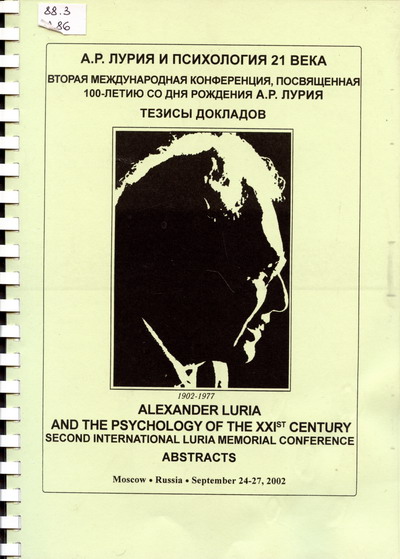 88.3
Л 86
А.Р. ЛУРИЯ И ПСИХОЛОГИЯ 21 ВЕКА
ВТОРАЯ МЕЖДУНАРОДНАЯ КОНФЕРЕНЦИЯ, ПОСВЯЩЕННАЯ
100-ЛЕТИЮ СО ДНЯ РОЖДЕНИЯ А.Р. ЛУРИЯ
ТЕЗИСЫ ДОКЛАДОВ
1902-1977
ALEXANDER LURIA
AND THE PSYCHOLOGY OF THE XXIST CENTURY
SECOND INTERNATIONAL LURIA MEMORIAL CONFERENCE
ABSTRACTS
Moscow • Russia • September 24-27, 2002